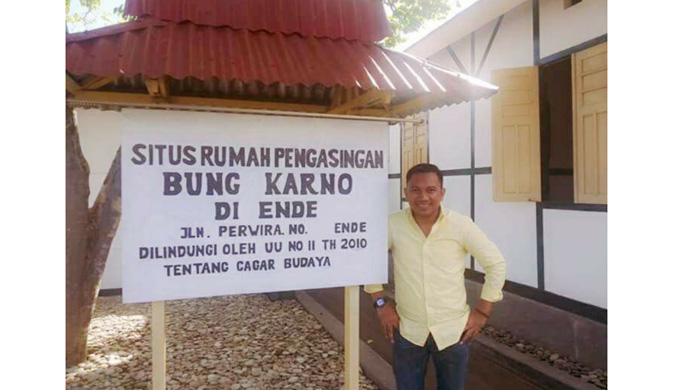 SITUS RUMAH PENGASINGAN
BUNG KARNO
DI ENDE
JLN. PERWIRA. NO. ENDE
DILINDUNGI OLEH UU NO 11 TH 2010
TENTANG CAGAR BUDAYA